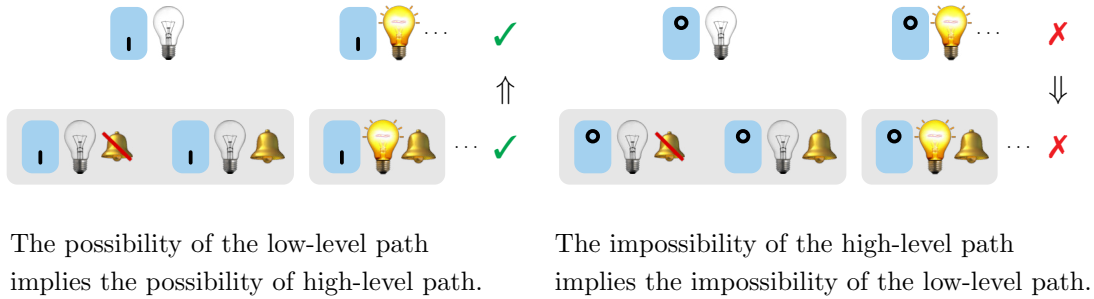 The possibility of the low-level path
implies the possibility of high-level path.
The impossibility of the high-level path
implies the impossibility of the low-level path.